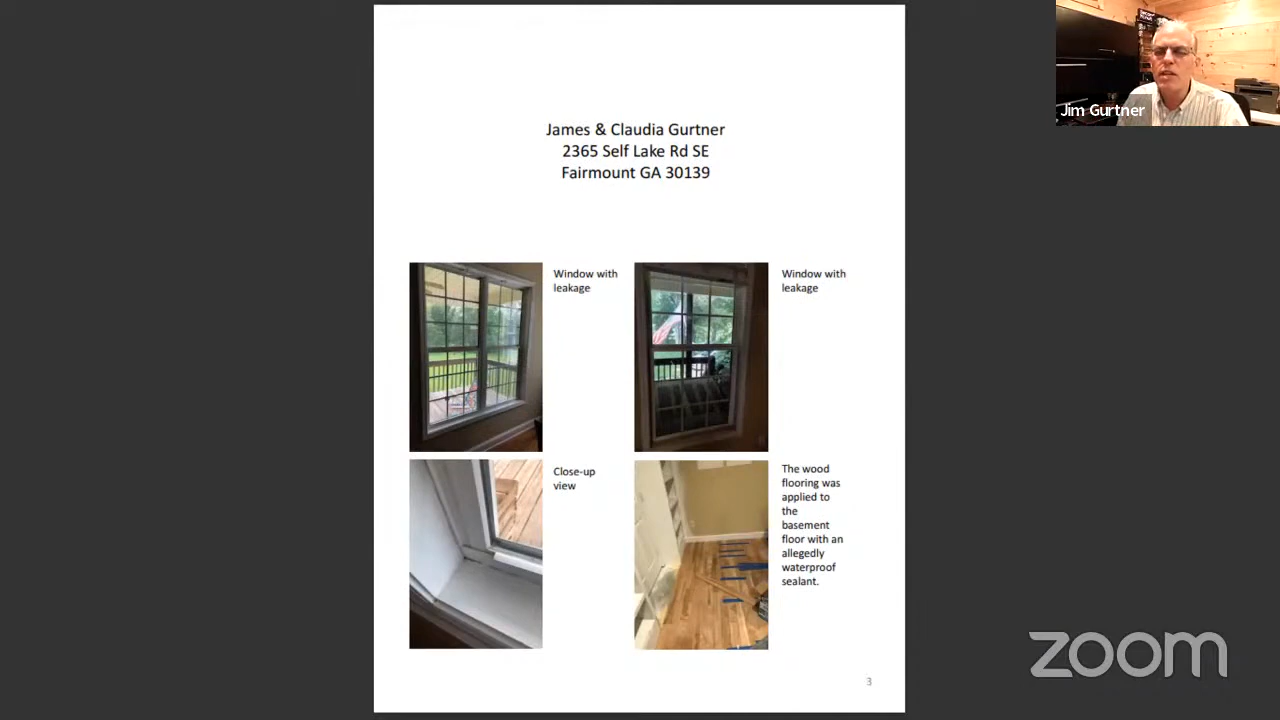 James & Claudia Gurtner
2365 Self Lake Rd SE
Fairmount GA 30139
Jim Gurtner
Window with
leakage
Window with
leakage
Close-up
view
The wood
flooring was
applied to
the
basement
floor with an
allegedly
waterproof
sealant.
3
zoom